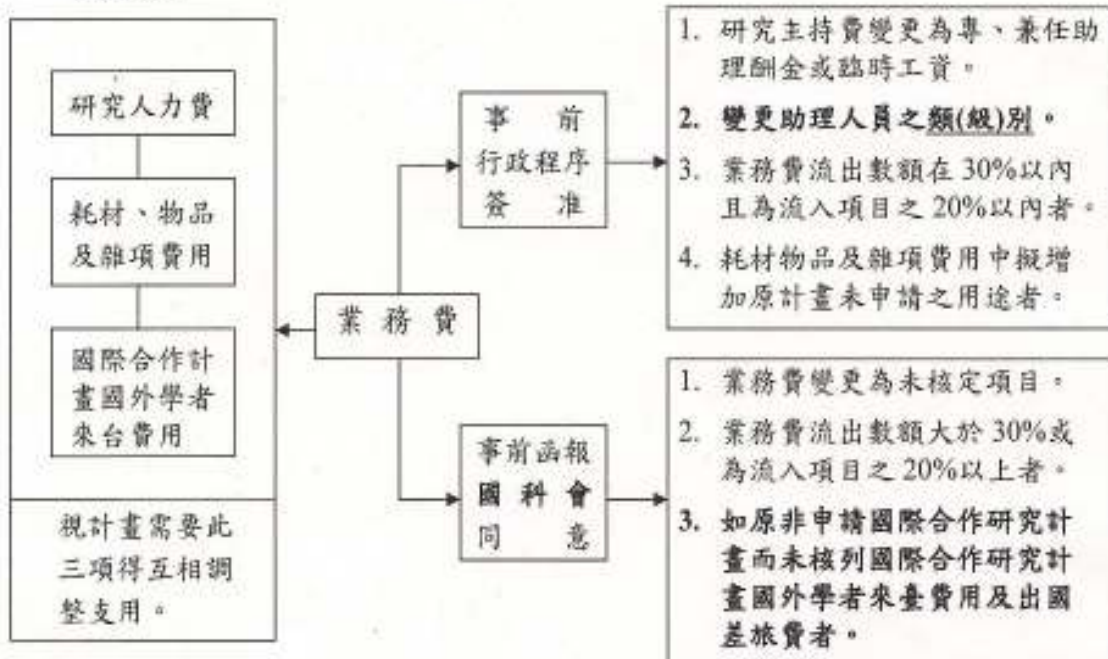 研究人力費
耗材、物品
及雜項費用
國際合作計
畫國外學者
來台費用
視計畫需要此
三項得互相調
整支用。
業務費
事前
行政程序
簽准
1. 研究主持費變更為專、兼任助
理酬金或臨時工資。
2. 變更助理人員之類(級)別。
3. 業務費流出數額在30%以內
且為流入項目之20%以內者。
4. 耗材物品及雜項費用中擬增
加原計畫未申請之用途者。
事前函報
國科會
同意
1. 業務費變更為未核定項目。
2. 業務費流出數額大於30%或
為流入項目之20%以上者。
3. 如原非申請國際合作研究計
畫而未核列國際合作研究計
畫國外學者來臺費用及出國
差旅費者。